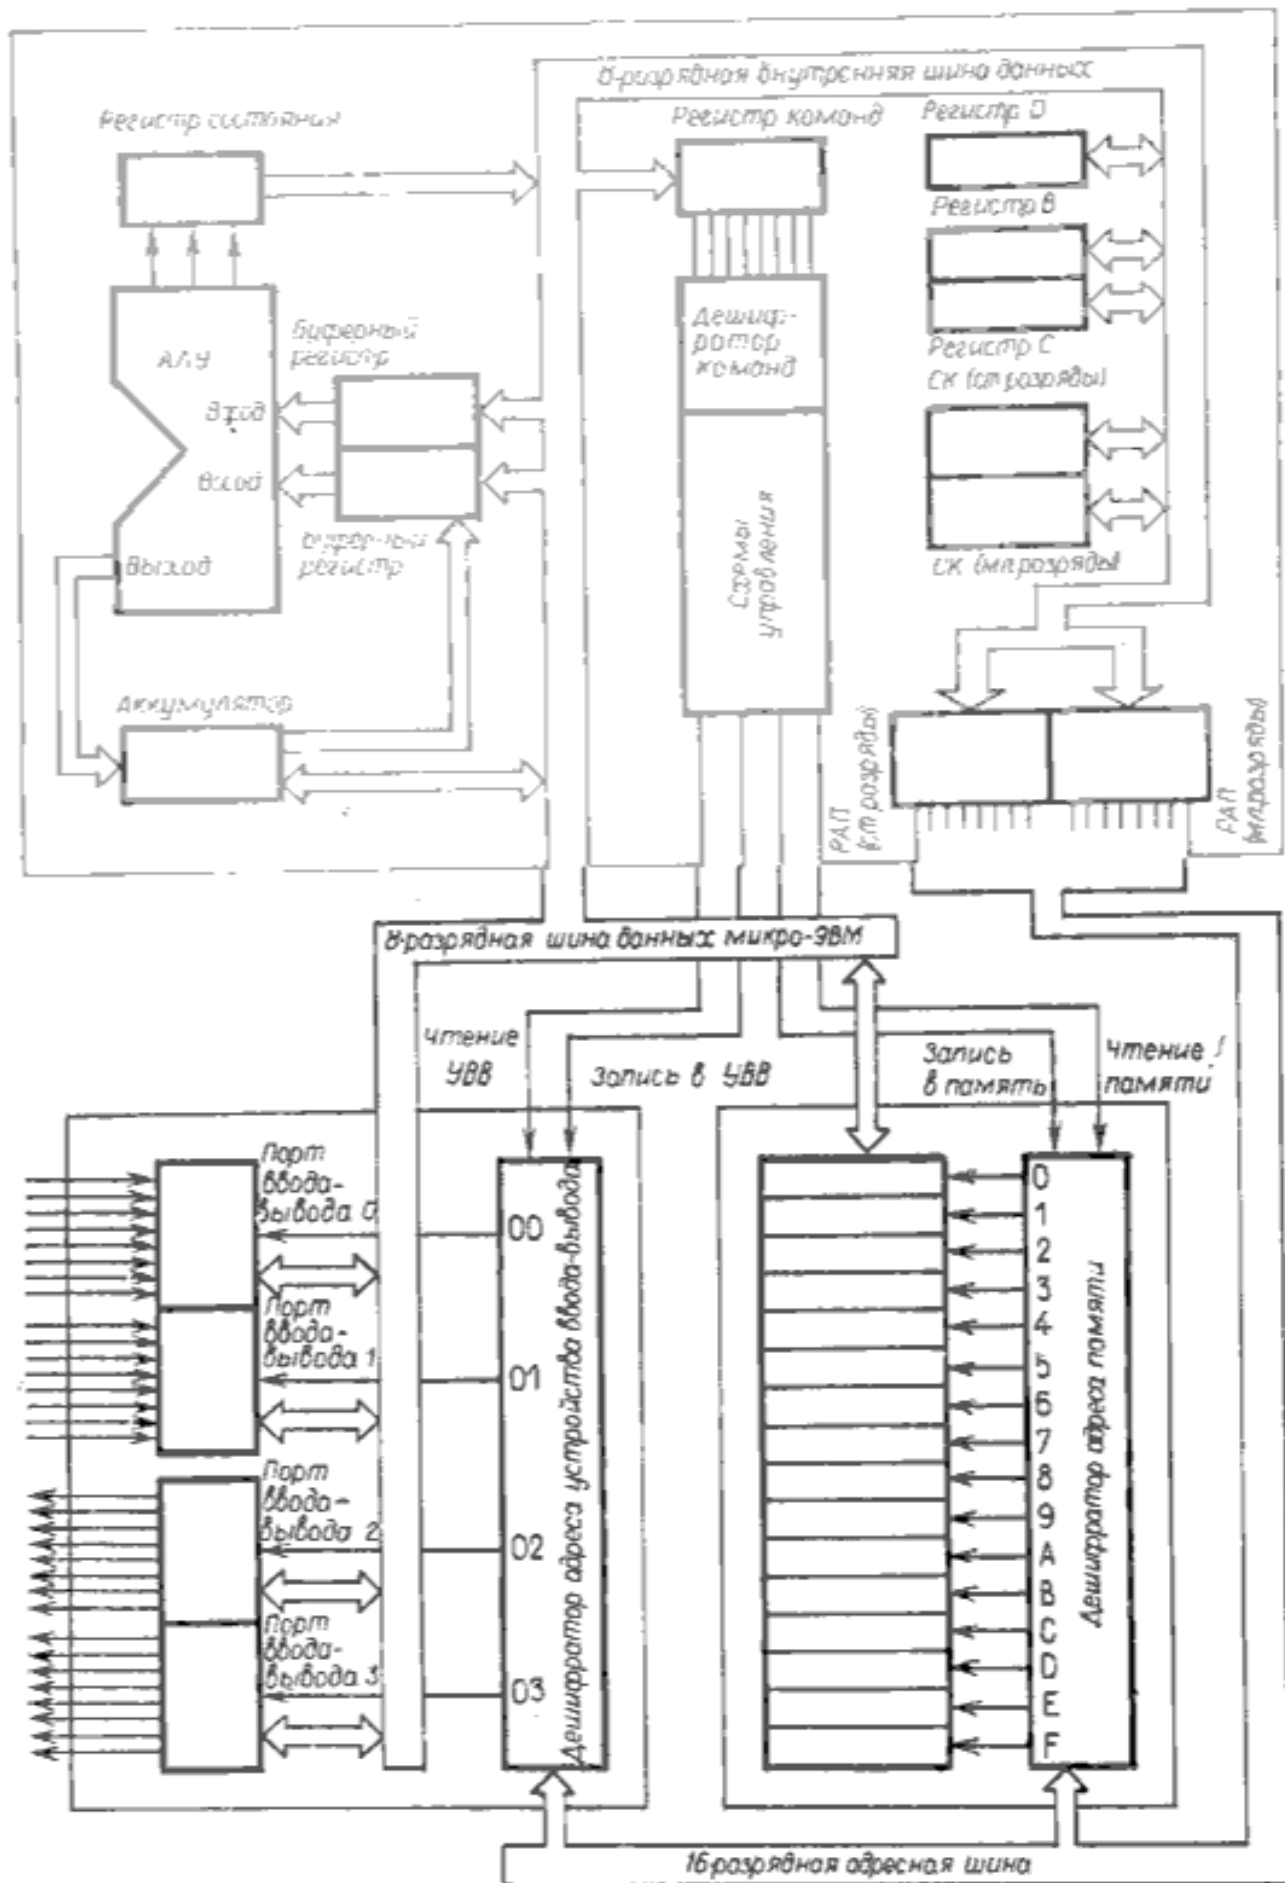 8-разрядная внутренняя шина данных
Регистр состояния
Регистр команд
Регистр D
Регистр B
Регистр C
АЛУ
Вход
Вход
Выход
Буферный
регистр
Буферный
регистр
Дешиф-
ратор
команд
Схемы
управления
СК (ст. разряды)
СК (мл. разряды)
Аккумулятор
РАП
(ст. разряды)
РАП
(мл. разряды)
8-разрядная шина данных микро-ЭВМ
Чтение
УВВ
Запись в УВВ
Запись
в память
Чтение
памяти
Порт
ввода-
вывода 0
Порт
ввода-
вывода 1
Порт
ввода-
вывода 2
Порт
ввода-
вывода 3
00
01
02
03
Дешифратор адреса устройства ввода-вывода
0
1
2
3
4
5
6
7
8
9
A
B
C
D
E
F
Дешифратор адреса памяти
16-разрядная адресная шина